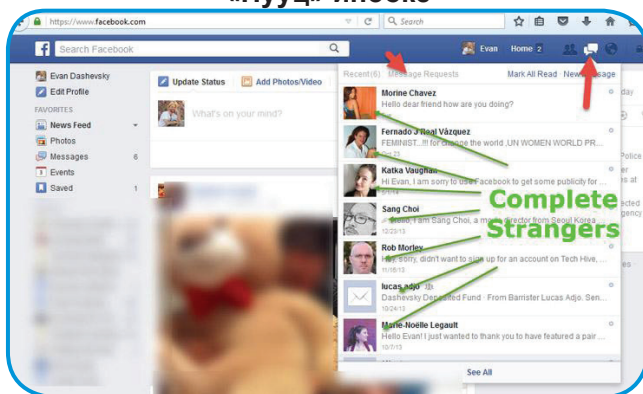 «Нууц» inbox
https://www.facebook.com
Search
Search Facebook
Evan Home 2
Evan Dashevsky
Edit Profile
FAVORITES
News Feed
Photos
Messages 6
Events
Saved 1
Update Status Add Photos/Video
What's on your mind?
Recent (6) Message Requests Mark All Read New Message
Morine Chavez
Hello dear friend how are you doing?
Fernado J Real Vázquez
FEMINIST..!!! for change the world ,UN WOMEN WORLD PR...
Katka Vaughan
Hi Evan, I am sorry to use Facebook to get some publicity for ...
Sang Choi
I am Sang Choi, a director from Seoul Korea
12/23/13
Rob Morley
Hey, sorry, didn't want to sign up for an account on Tech Hive, ...
11/18/13
lucas adjo
Dashevsky Deposited Fund · From Barrister Lucas Adjo. Sen...
10/24/13
Marie-Noëlle Legault
Hello Evan! I just wanted to thank you to have featured a pair ...
10/7/13
See All
Complete
Strangers